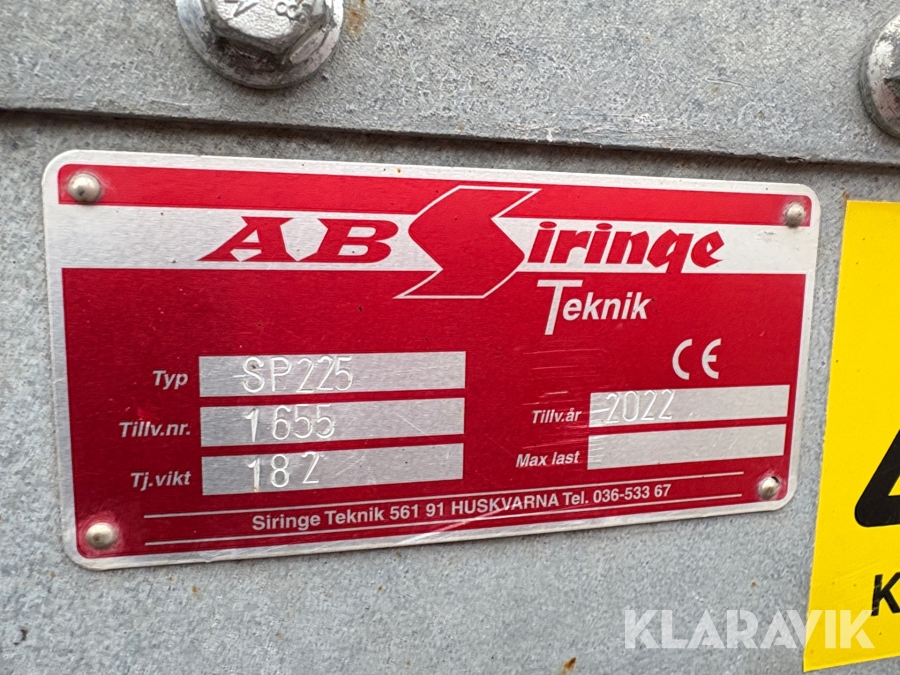 AB Siringe
Teknik
CE
Typ SP225
Tillv.nr. 1655
Tillv.år 2022
Tj.vikt 182
Max last
Siringe Teknik 561 91 HUSKVARNA Tel. 036-533 67
K
KLARAVIK